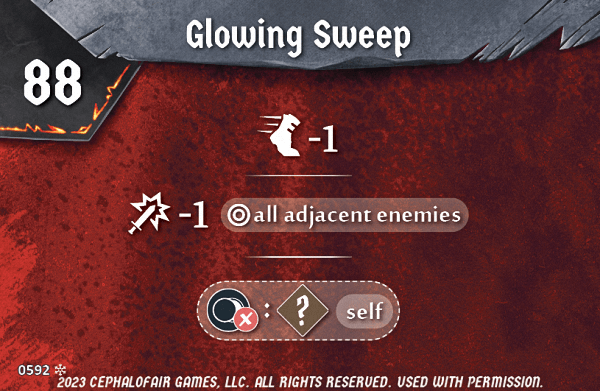 Glowing Sweep
88
-1
-1 all adjacent enemies
: ? self
0592
2023 CEPHALOFAIR GAMES, LLC. ALL RIGHTS RESERVED. USED WITH PERMISSION.